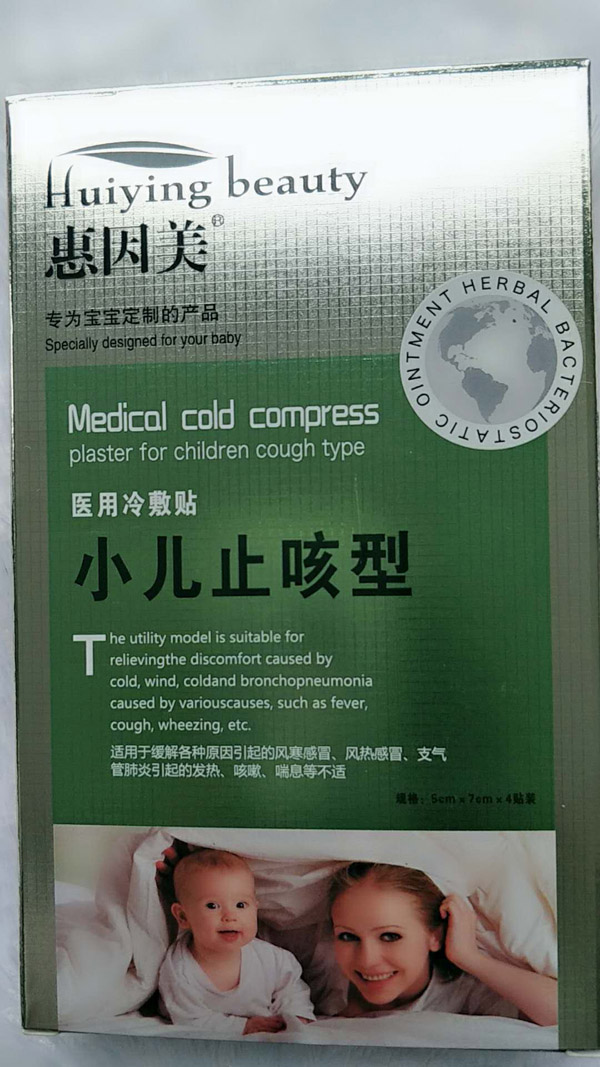 Huiying beauty
惠因美®
专为宝宝定制的产品
Specially designed for your baby
OINTMENT HERBAL BACTERIOSTATIC
Medical cold compress
plaster for children cough type
医用冷敷贴
小儿止咳型
The utility model is suitable for
relievingthe discomfort caused by
cold, wind, coldand bronchopneumonia
caused by variouscauses, such as fever,
cough, wheezing, etc.
适用于缓解各种原因引起的风寒感冒、风热感冒、支气
管肺炎引起的发热、咳嗽、喘息等不适
规格：5cm×7cm×4贴装